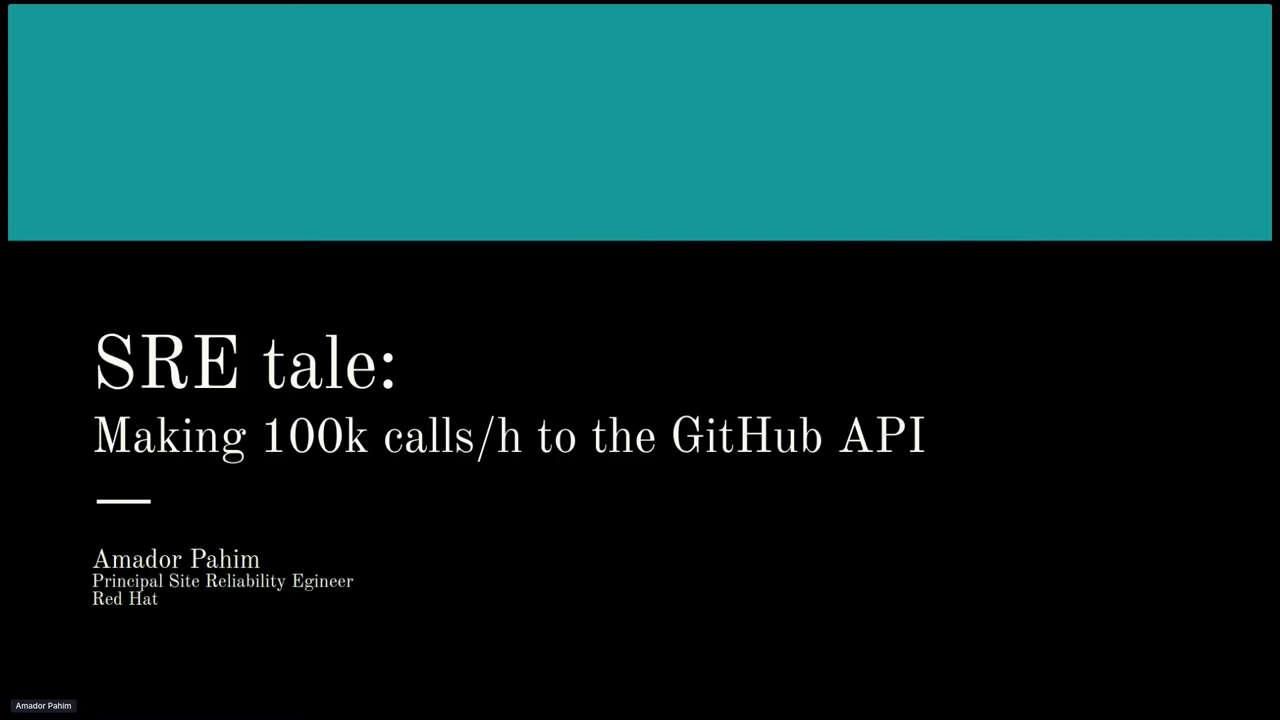 SRE tale:
Making 100k calls/h to the GitHub API
Amador Pahim
Principal Site Reliability Egineer
Red Hat
Amador Pahim